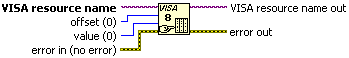 VISA resource name
offset (0)
value (0)
error in (no error)
VISA
8
VISA resource name out
error out